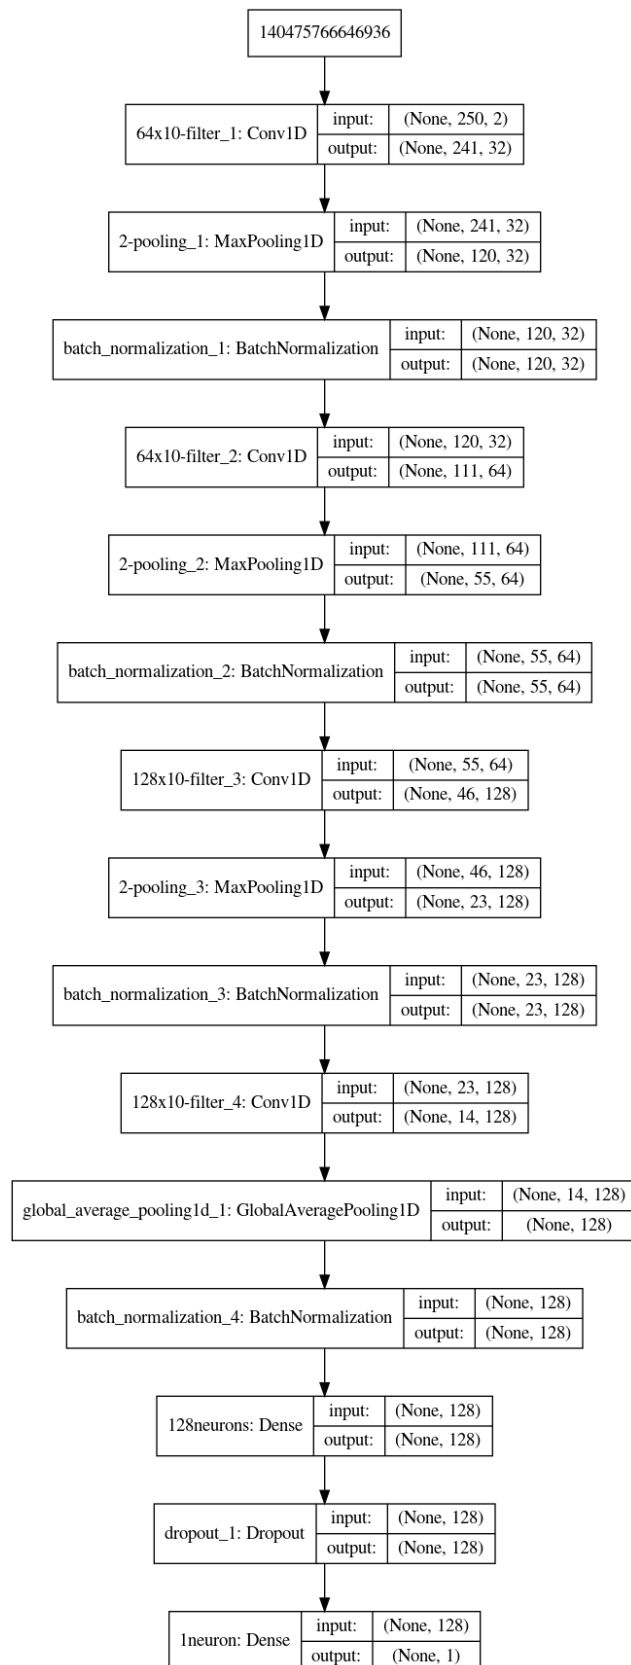 140475766646936
64x10-filter_1: Conv1D
input: (None, 250, 2)
output: (None, 241, 32)
2-pooling_1: MaxPooling1D
input: (None, 241, 32)
output: (None, 120, 32)
batch_normalization_1: BatchNormalization
input: (None, 120, 32)
output: (None, 120, 32)
64x10-filter_2: Conv1D
input: (None, 120, 32)
output: (None, 111, 64)
2-pooling_2: MaxPooling1D
input: (None, 111, 64)
output: (None, 55, 64)
batch_normalization_2: BatchNormalization
input: (None, 55, 64)
output: (None, 55, 64)
128x10-filter_3: Conv1D
input: (None, 55, 64)
output: (None, 46, 128)
2-pooling_3: MaxPooling1D
input: (None, 46, 128)
output: (None, 23, 128)
batch_normalization_3: BatchNormalization
input: (None, 23, 128)
output: (None, 23, 128)
128x10-filter_4: Conv1D
input: (None, 23, 128)
output: (None, 14, 128)
global_average_pooling1d_1: GlobalAveragePooling1D
input: (None, 14, 128)
output: (None, 128)
batch_normalization_4: BatchNormalization
input: (None, 128)
output: (None, 128)
128neurons: Dense
input: (None, 128)
output: (None, 128)
dropout_1: Dropout
input: (None, 128)
output: (None, 128)
1neuron: Dense
input: (None, 128)
output: (None, 1)